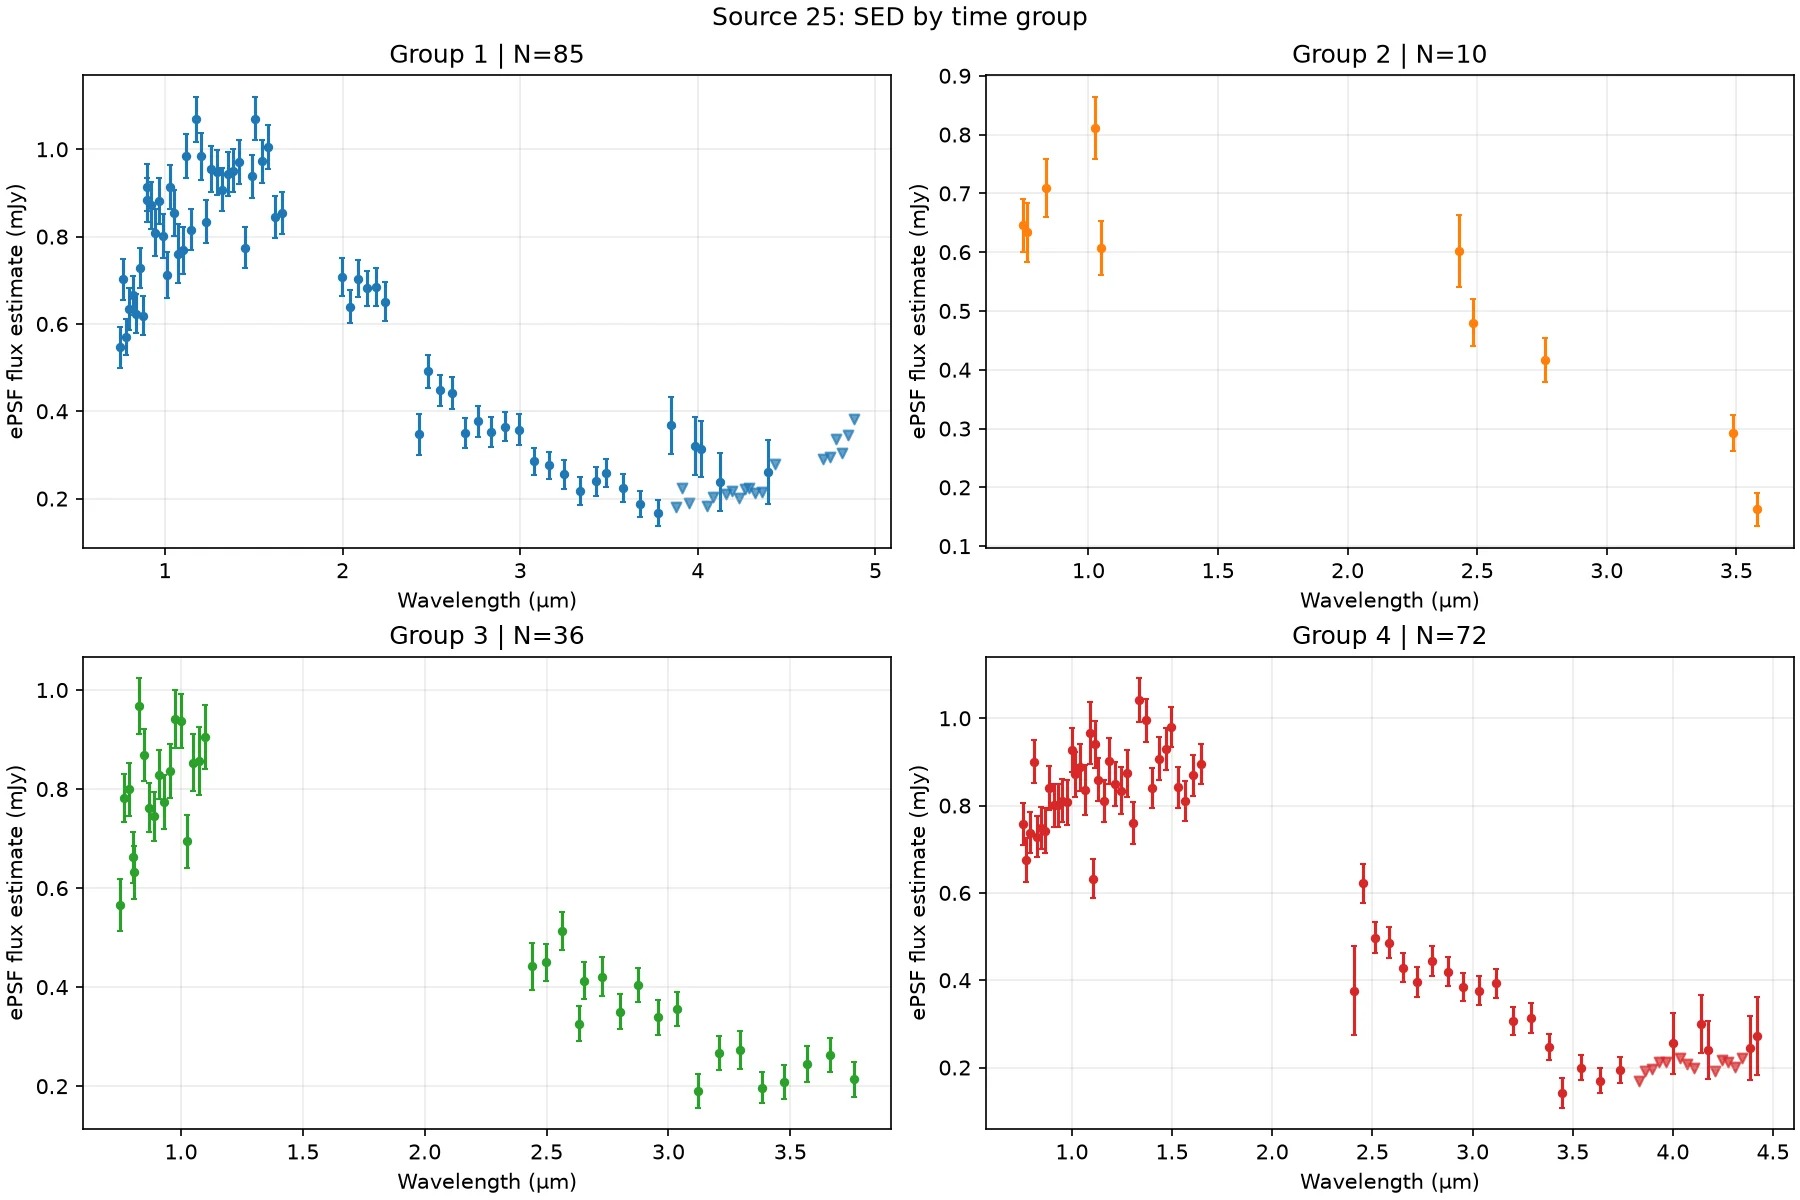 Source 25: SED by time group
Group 1 | N=85
ePSF flux estimate (mJy)
1.0
0.8
0.6
0.4
0.2
1 2 3 4 5
Wavelength (μm)
Group 2 | N=10
ePSF flux estimate (mJy)
0.9
0.8
0.7
0.6
0.5
0.4
0.3
0.2
0.1
1.0 1.5 2.0 2.5 3.0 3.5
Wavelength (μm)
Group 3 | N=36
ePSF flux estimate (mJy)
1.0
0.8
0.6
0.4
0.2
1.0 1.5 2.0 2.5 3.0 3.5
Wavelength (μm)
Group 4 | N=72
ePSF flux estimate (mJy)
1.0
0.8
0.6
0.4
0.2
1.0 1.5 2.0 2.5 3.0 3.5 4.0 4.5
Wavelength (μm)